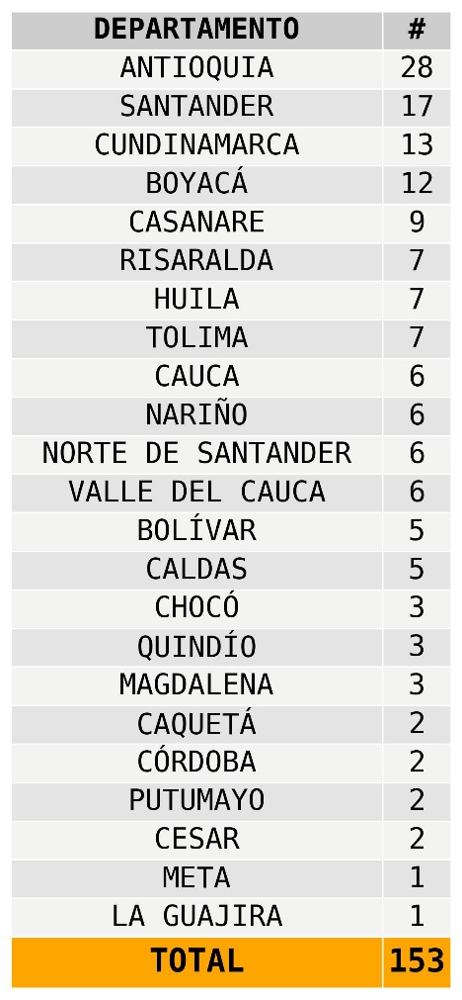 DEPARTAMENTO #
ANTIOQUIA 28
SANTANDER 17
CUNDINAMARCA 13
BOYACÁ 12
CASANARE 9
RISARALDA 7
HUILA 7
TOLIMA 7
CAUCA 6
NARIÑO 6
NORTE DE SANTANDER 6
VALLE DEL CAUCA 6
BOLÍVAR 5
CALDAS 5
CHOCÓ 3
QUINDÍO 3
MAGDALENA 3
CAQUETÁ 2
CÓRDOBA 2
PUTUMAYO 2
CESAR 2
META 1
LA GUAJIRA 1
TOTAL 153